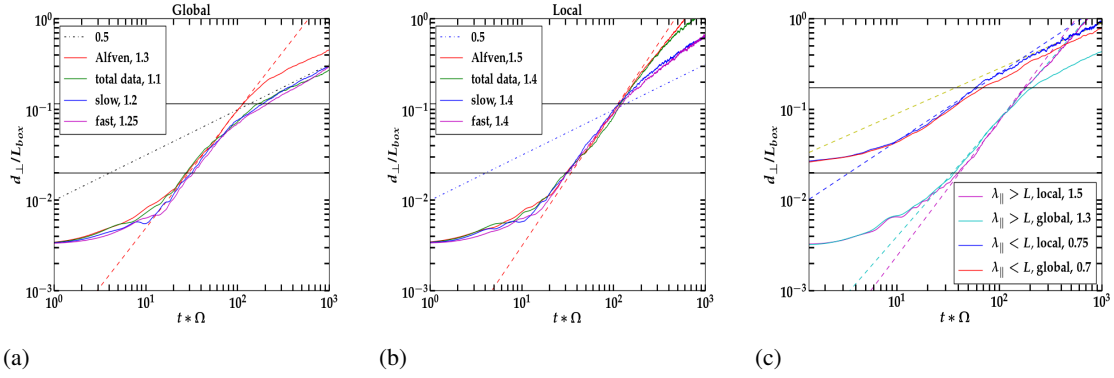 Global
10^0
10^-1
10^-2
10^-3
d⊥/L_box
0.5
Alfven, 1.3
total data, 1.1
slow, 1.2
fast, 1.25
10^0 10^1 10^2 10^3
t * Ω
(a)
Local
10^0
10^-1
10^-2
10^-3
d⊥/L_box
0.5
Alfven,1.5
total data, 1.4
slow, 1.4
fast, 1.4
10^0 10^1 10^2 10^3
t * Ω
(b)
10^0
10^-1
10^-2
10^-3
d⊥/L_box
λ∥ > L, local, 1.5
λ∥ > L, global, 1.3
λ∥ < L, local, 0.75
λ∥ < L, global, 0.7
10^1 10^2 10^3
t * Ω
(c)